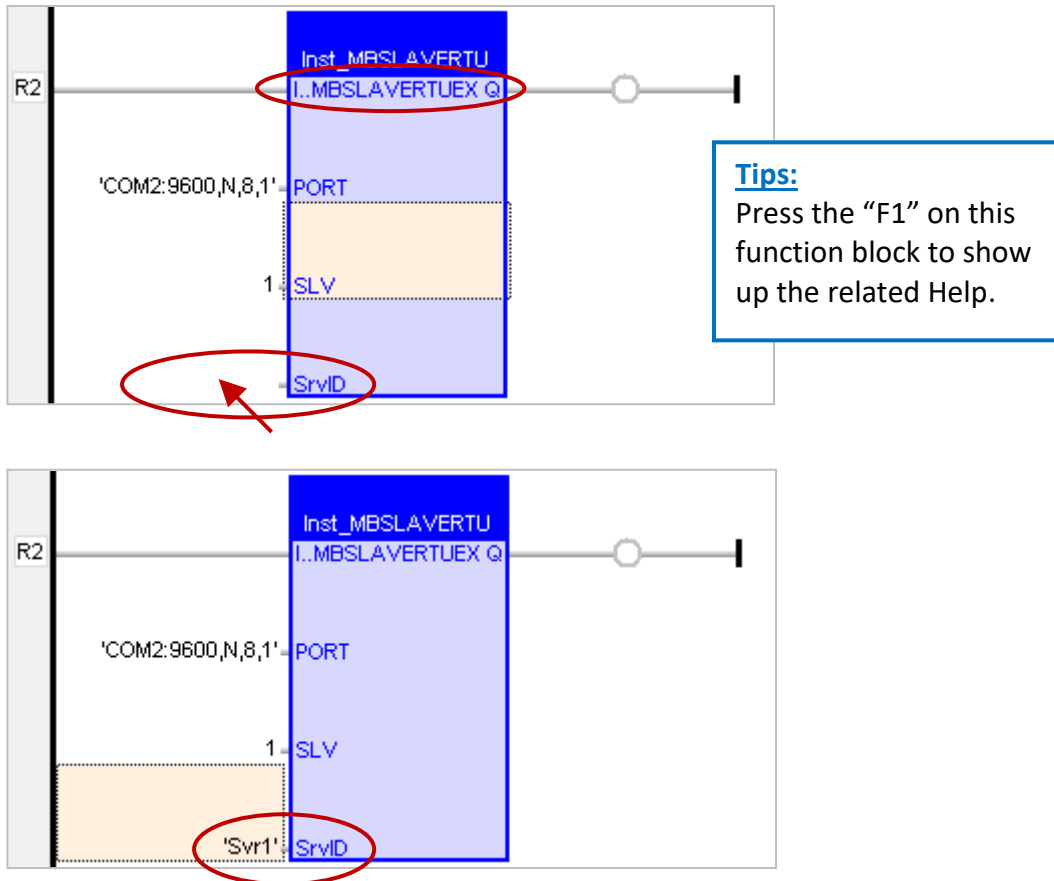 Inst_MBSLAVERTU
R2
I..MBSLAVERTUEX Q
'COM2:9600,N,8,1' PORT
1 SLV
SrvID
Tips:
Press the “F1” on this
function block to show
up the related Help.
Inst_MBSLAVERTU
R2
I..MBSLAVERTUEX Q
'COM2:9600,N,8,1' PORT
1 SLV
'Svr1' SrvID